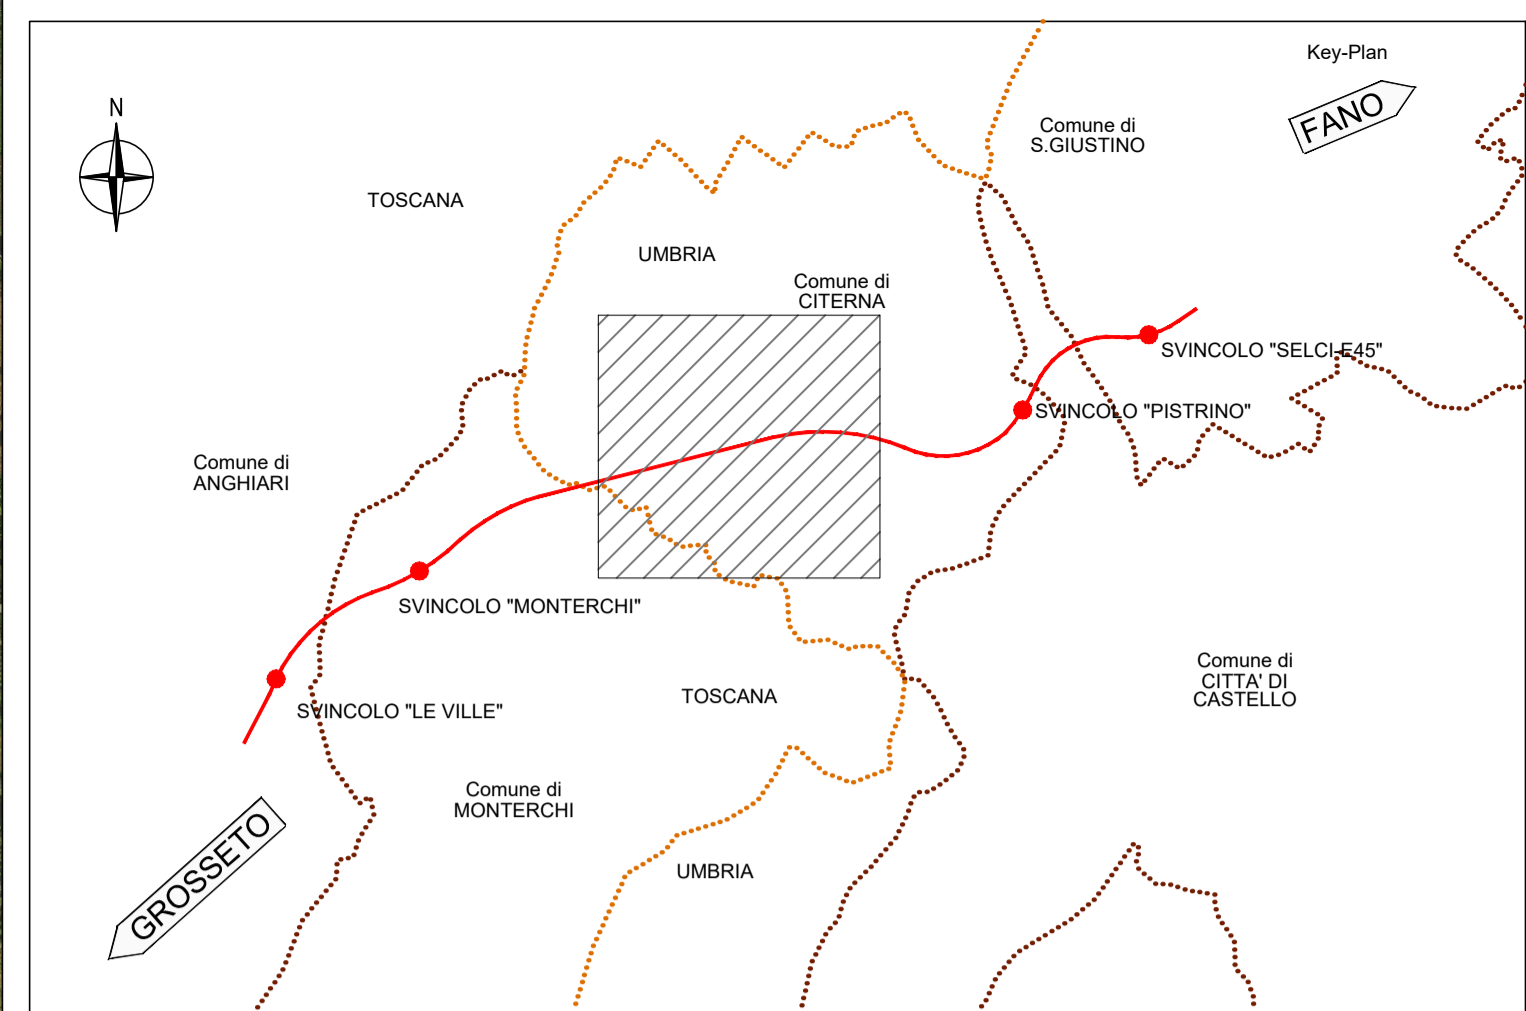 Key-Plan
FANO
N
Comune di
S.GIUSTINO
TOSCANA
UMBRIA
Comune di
CITERNA
SVINCOLO "SELCI-E45"
SVINCOLO "PISTRINO"
Comune di
ANGHIARI
SVINCOLO "MONTERCHI"
Comune di
CITTA' DI
CASTELLO
TOSCANA
SVINCOLO "LE VILLE"
Comune di
MONTERCHI
GROSSETO
UMBRIA